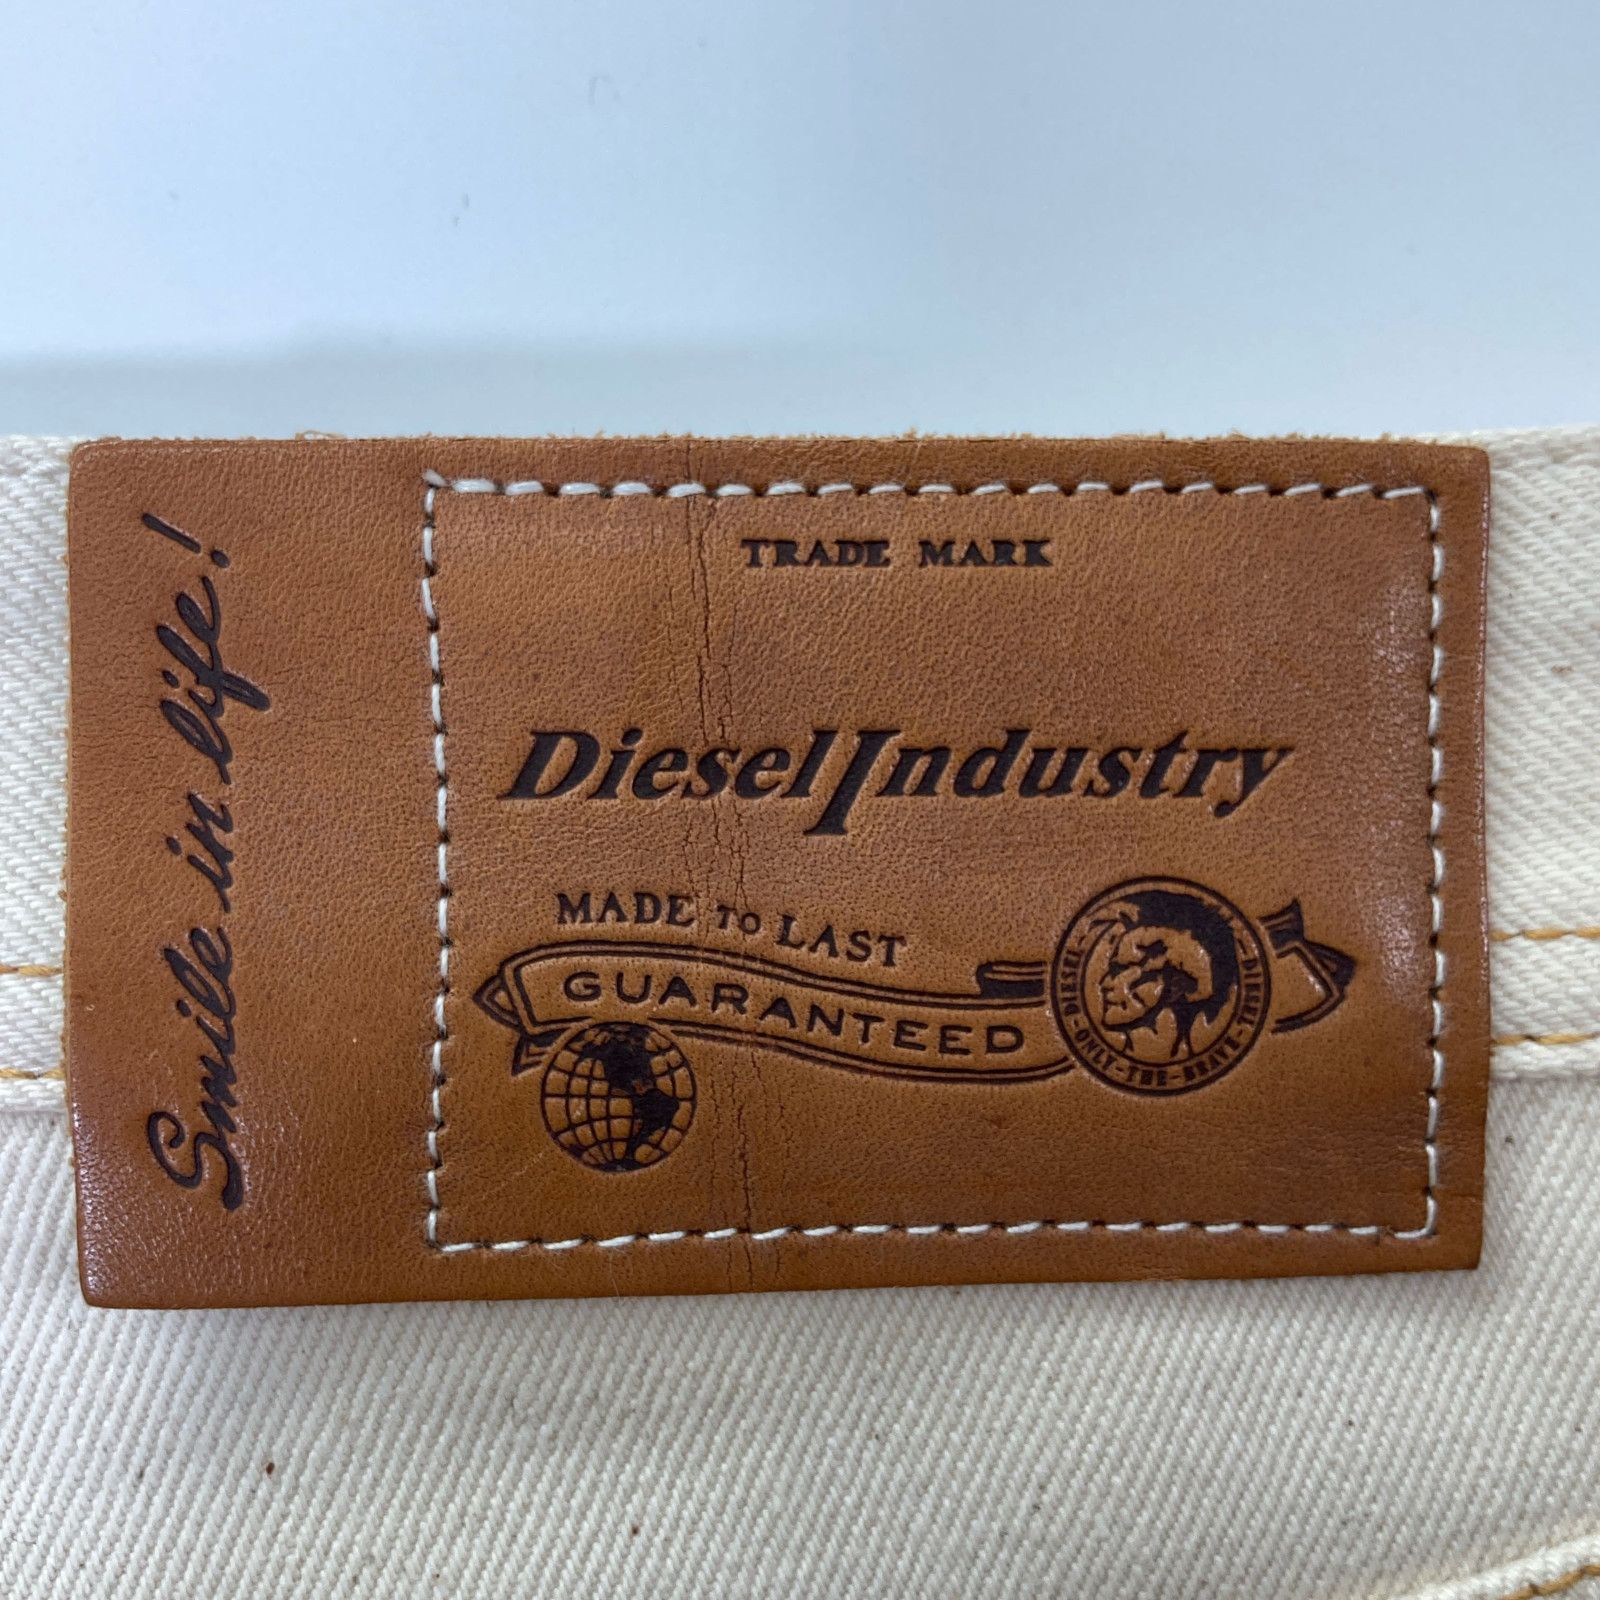 Smile in life!
TRADE MARK
DieselIndustry
MADE TO LAST
GUARANTEED
DIESEL-ONLY-THE-BRAVE-DIESEL